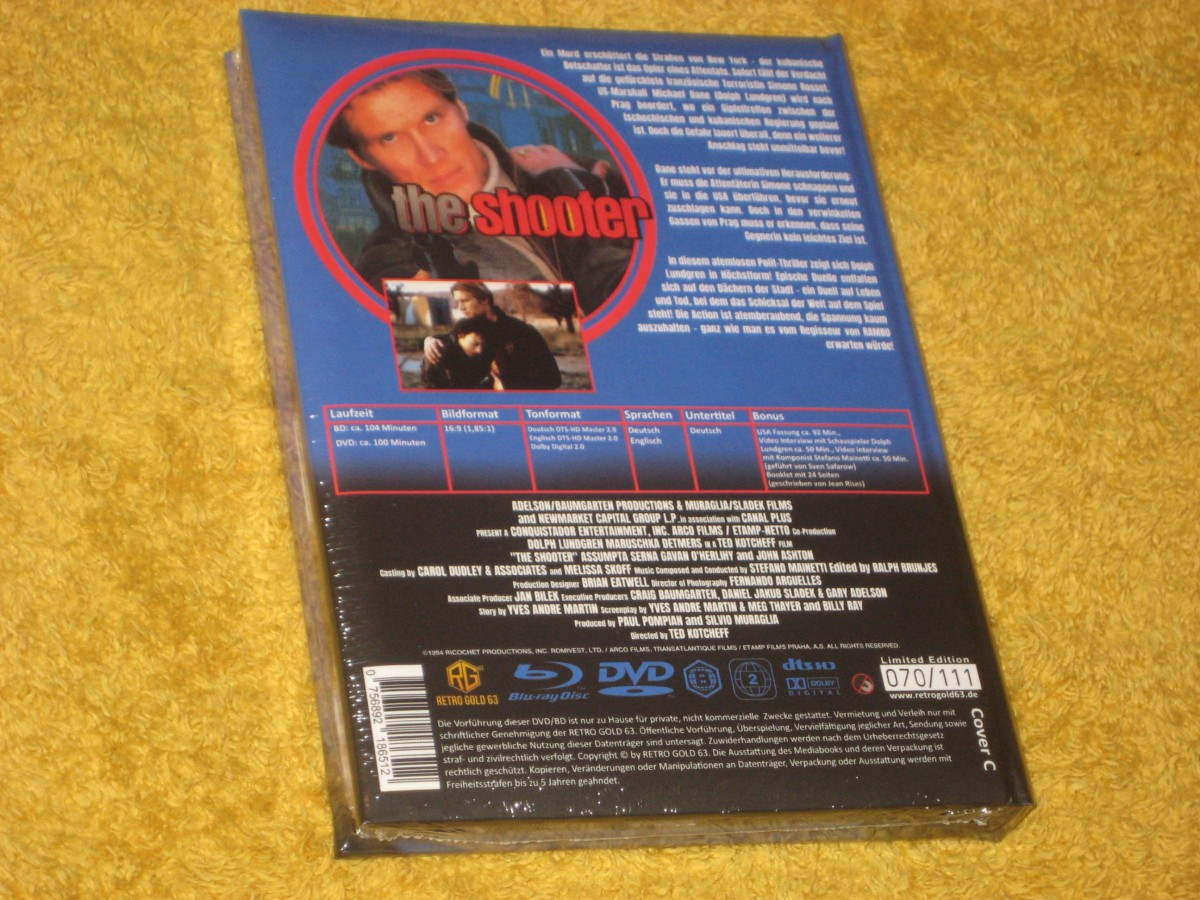 Ein Mord erschüttert die Straßen von New York - der kubanische
Botschafter ist das Opfer eines Attentats. Sofort fällt der Verdacht
auf die gefürchtete französische Terroristin Simone Rosset.
US-Marshall Michael Dane (Dolph Lundgren) wird nach
Prag beordert, wo ein Gipfeltreffen zwischen der
tschechischen und kubanischen Regierung geplant
ist. Doch die Gefahr lauert überall, denn ein weiterer
Anschlag steht unmittelbar bevor!
Dane steht vor der ultimativen Herausforderung:
Er muss die Attentäterin Simone schnappen und
sie in die USA überführen, bevor sie erneut
zuschlagen kann. Doch in den verwinkelten
Gassen von Prag muss er erkennen, dass seine
Gegnerin kein leichtes Ziel ist.
In diesem atemlosen Polit-Thriller zeigt sich Dolph
Lundgren in Höchstform! Epische Duelle entfalten
sich auf den Dächern der Stadt - ein Duell auf Leben
und Tod, bei dem das Schicksal der Welt auf dem Spiel
steht! Die Action ist atemberaubend, die Spannung kaum
auszuhalten - ganz wie man es vom Regisseur von RAMBO
erwarten würde!
the shooter
Laufzeit
BD: ca. 104 Minuten
DVD: ca. 100 Minuten
Bildformat
16:9 (1,85:1)
Tonformat
Deutsch DTS-HD Master 2.0
Englisch DTS-HD Master 2.0
Dolby Digital 2.0
Sprachen
Deutsch
Englisch
Untertitel
Deutsch
Bonus
USA Fassung ca. 92 Min.,
Video Interview mit Schauspieler Dolph
Lundgren ca. 50 Min., Video Interview
mit Komponist Stefano Mainetti ca. 50 Min.
(geführt von Sven Safarow)
Booklet mit 24 Seiten
(geschrieben von Jean Rises)
ADELSON/BAUMGARTEN PRODUCTIONS & MURAGLIA/SLADEK FILMS
and NEWMARKET CAPITAL GROUP L.P. in association with CANAL PLUS
PRESENT A CONQUISTADOR ENTERTAINMENT, INC. ARCO FILMS / ETAMP-NETTO Co-Production
DOLPH LUNDGREN MARUSCHKA DETMERS IN A TED KOTCHEFF FILM
"THE SHOOTER" ASSUMPTA SERNA GAVAN O'HERLIHY and JOHN ASHTON
Casting by CAROL DUDLEY & ASSOCIATES and MELISSA SKOFF Music Composed and Conducted by STEFANO MAINETTI Edited by RALPH BRUNJES
Production Designer BRIAN EATWELL Director of Photography FERNANDO ARGUELLES
Associate Producer JAN BILEK Executive Producers CRAIG BAUMGARTEN, DANIEL JAKUB SLADEK & GARY ADELSON
Story by YVES ANDRE MARTIN Screenplay by YVES ANDRE MARTIN & MEG THAYER and BILLY RAY
Produced by PAUL POMPIAN and SILVIO MURAGLIA
Directed by TED KOTCHEFF
©1994 RICOCHET PRODUCTIONS, INC. ROMIVEST, LTD. / ARCO FILMS, TRANSATLANTIQUE FILMS / ETAMP FILMS PRAHA, A.S. ALL RIGHTS RESERVED.
RG
RETRO GOLD 63
Blu-ray Disc
DVD
2
dts HD
DOLBY
DIGITAL
Limited Edition
070/111
www.retrogold63.de
Cover C
0 756892 186512
Die Vorführung dieser DVD/BD ist nur zu Hause für private, nicht kommerzielle Zwecke gestattet. Vermietung und Verleih nur mit
schriftlicher Genehmigung der RETRO GOLD 63. Öffentliche Vorführung, Überspielung, Vervielfältigung jeglicher Art, Sendung sowie
jegliche gewerbliche Nutzung dieser Datenträger sind untersagt. Zuwiderhandlungen werden nach dem Urheberrechtsgesetz
straf- und zivilrechtlich verfolgt. Copyright © by RETRO GOLD 63. Die Ausstattung des Mediabooks und deren Verpackung ist
rechtlich geschützt. Kopieren, Veränderungen oder Manipulationen an Datenträger, Verpackung oder Ausstattung werden mit
Freiheitsstrafen bis zu 5 Jahren geahndet.